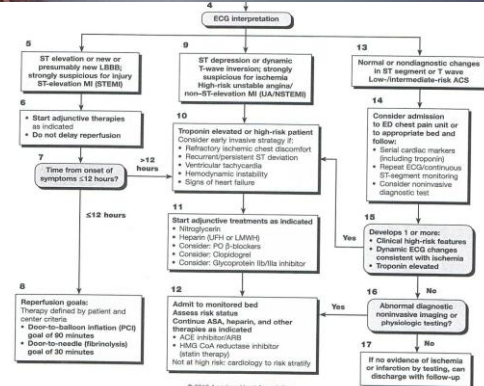 4
ECG interpretation
5
ST elevation or new or
presumably new LBBB;
strongly suspicious for injury
ST-elevation MI (STEMI)
9
ST depression or dynamic
T-wave inversion; strongly
suspicious for ischemia
High-risk unstable angina/
non–ST-elevation MI (UA/NSTEMI)
13
Normal or nondiagnostic changes
in ST segment or T wave
Low-/intermediate-risk ACS
6
• Start adjunctive therapies
as indicated
• Do not delay reperfusion
7
Time from onset of
symptoms ≤12 hours?
>12
hours
≤12 hours
8
Reperfusion goals:
Therapy defined by patient and
center criteria
• Door-to-balloon inflation (PCI)
goal of 90 minutes
• Door-to-needle (fibrinolysis)
goal of 30 minutes
10
Troponin elevated or high-risk patient
Consider early invasive strategy if:
• Refractory ischemic chest discomfort
• Recurrent/persistent ST deviation
• Ventricular tachycardia
• Hemodynamic instability
• Signs of heart failure
11
Start adjunctive treatments as indicated
• Nitroglycerin
• Heparin (UFH or LMWH)
• Consider: PO β-blockers
• Consider: Clopidogrel
• Consider: Glycoprotein IIb/IIIa inhibitor
12
Admit to monitored bed
Assess risk status
Continue ASA, heparin, and other
therapies as indicated
• ACE inhibitor/ARB
• HMG CoA reductase inhibitor
(statin therapy)
Not at high risk: cardiology to risk stratify
14
Consider admission
to ED chest pain unit or to
appropriate bed and
follow:
• Serial cardiac markers
(including troponin)
• Repeat ECG/continuous
ST-segment monitoring
• Consider noninvasive
diagnostic test
15
Develops 1 or more:
• Clinical high-risk features
• Dynamic ECG changes
consistent with ischemia
• Troponin elevated
Yes
No
16
Abnormal diagnostic
noninvasive imaging or
physiologic testing?
Yes
No
17
If no evidence of ischemia
or infarction by testing, can
discharge with follow-up